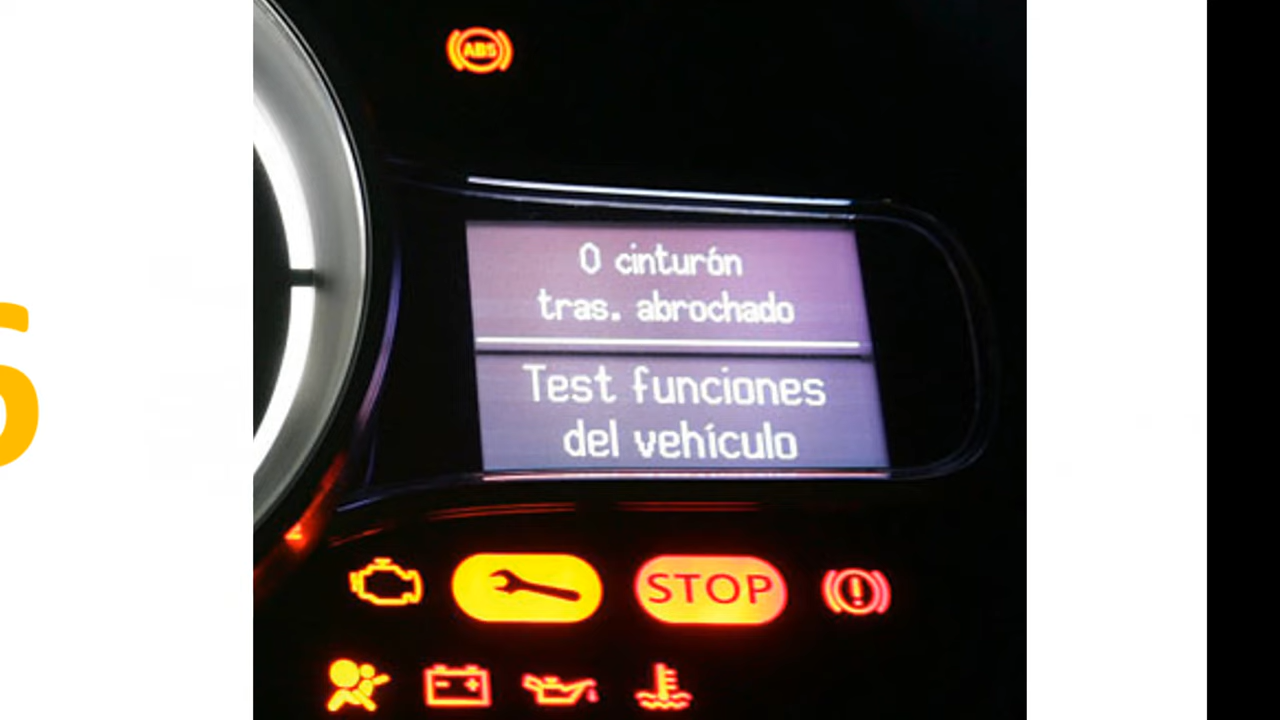 ABS
0 cinturón
tras. abrochado
Test funciones
del vehículo
STOP